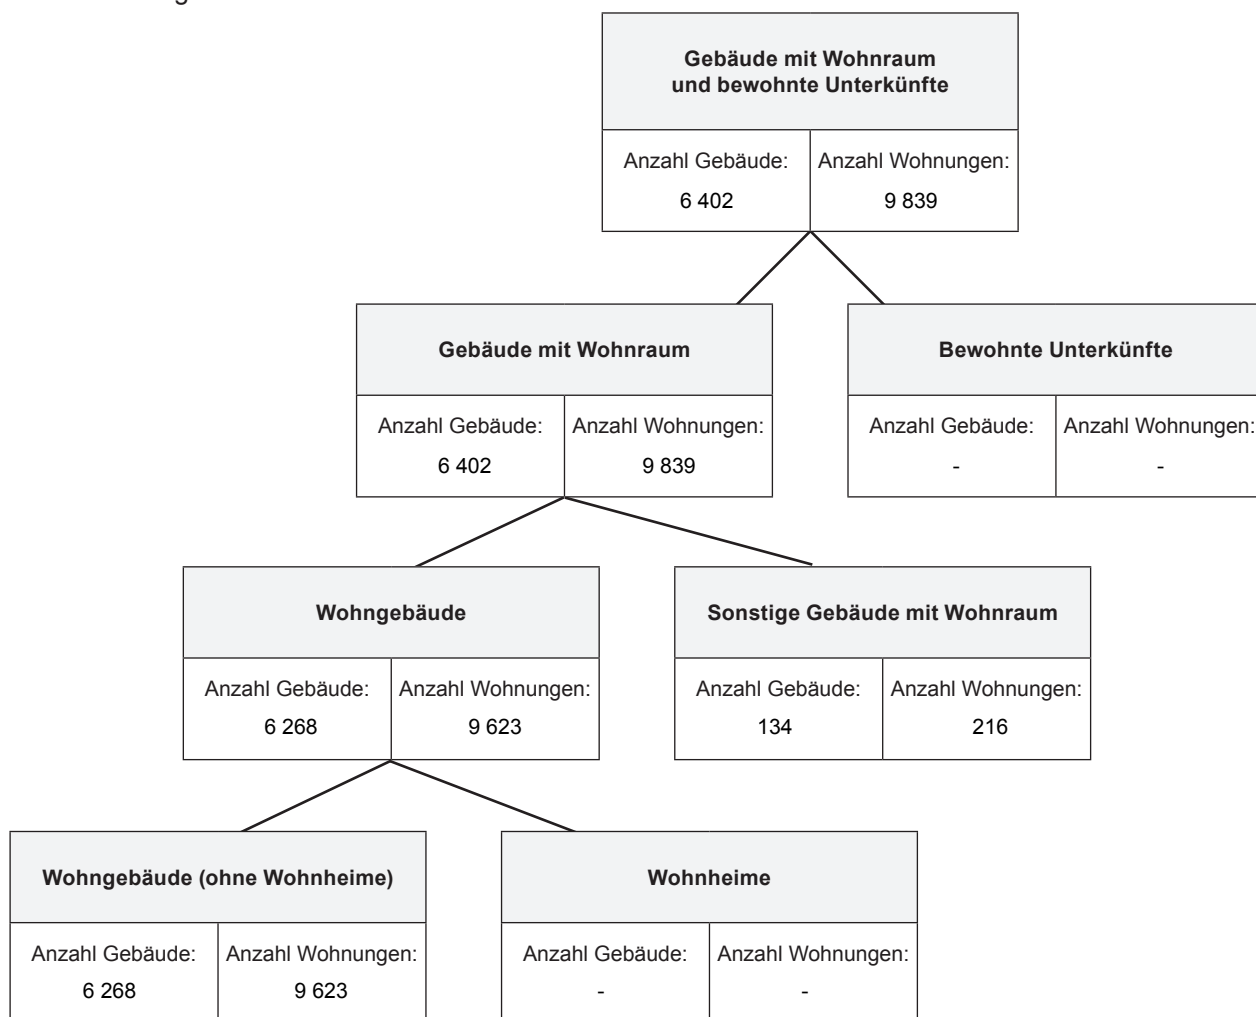 Gebäude mit Wohnraum
und bewohnte Unterkünfte
Anzahl Gebäude: Anzahl Wohnungen:
6 402 9 839
Gebäude mit Wohnraum Bewohnte Unterkünfte
Anzahl Gebäude: Anzahl Wohnungen: Anzahl Gebäude: Anzahl Wohnungen:
6 402 9 839 - -
Wohngebäude Sonstige Gebäude mit Wohnraum
Anzahl Gebäude: Anzahl Wohnungen: Anzahl Gebäude: Anzahl Wohnungen:
6 268 9 623 134 216
Wohngebäude (ohne Wohnheime) Wohnheime
Anzahl Gebäude: Anzahl Wohnungen: Anzahl Gebäude: Anzahl Wohnungen:
6 268 9 623 - -